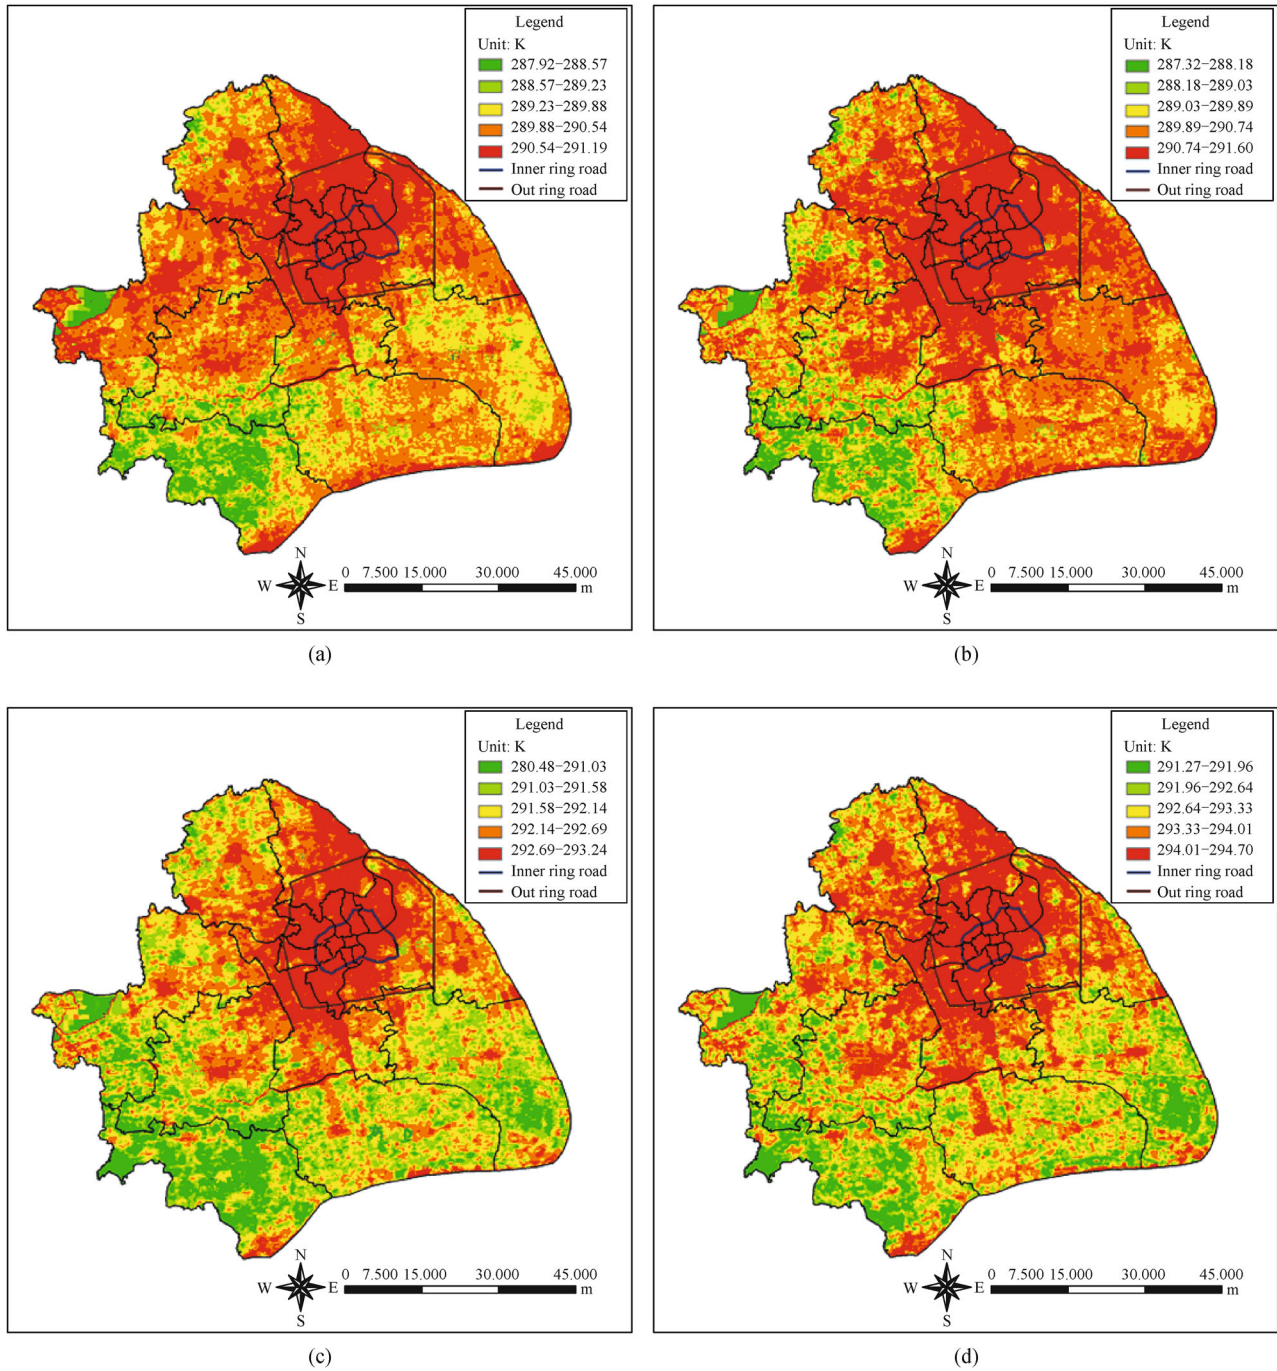 Legend
Unit: K
287.92−288.57
288.57−289.23
289.23−289.88
289.88−290.54
290.54−291.19
Inner ring road
Out ring road
N
W E
S
0 7.500 15.000 30.000 45.000
m
(a)
Legend
Unit: K
287.32−288.18
288.18−289.03
289.03−289.89
289.89−290.74
290.74−291.60
Inner ring road
Out ring road
N
W E
S
0 7.500 15.000 30.000 45.000
m
(b)
Legend
Unit: K
280.48−291.03
291.03−291.58
291.58−292.14
292.14−292.69
292.69−293.24
Inner ring road
Out ring road
N
W E
S
0 7.500 15.000 30.000 45.000
m
(c)
Legend
Unit: K
291.27−291.96
291.96−292.64
292.64−293.33
293.33−294.01
294.01−294.70
Inner ring road
Out ring road
N
W E
S
0 7.500 15.000 30.000 45.000
m
(d)